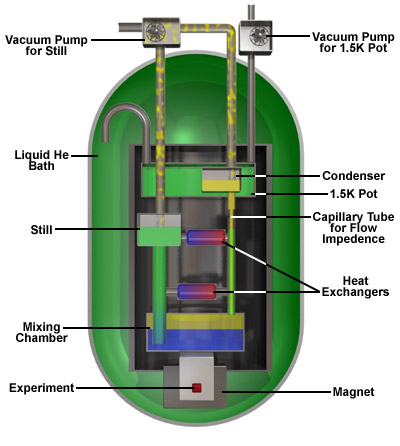 Vacuum Pump
for Still
Vacuum Pump
for 1.5K Pot
Liquid He
Bath
Condenser
1.5K Pot
Capillary Tube
for Flow
Impedence
Still
Heat
Exchangers
Mixing
Chamber
Experiment
Magnet